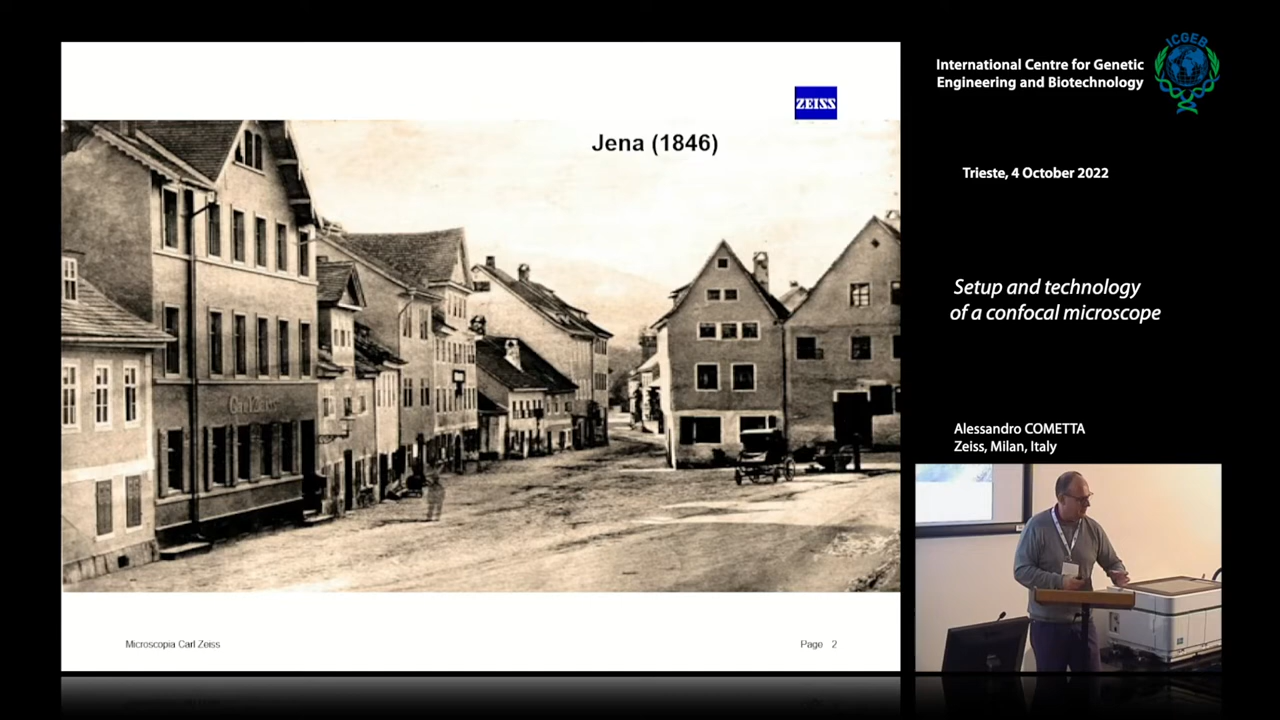 ZEISS
Jena (1846)
Carl Zeiss
Microscopia Carl Zeiss
Page 2
International Centre for Genetic
Engineering and Biotechnology
ICGEB
Trieste, 4 October 2022
Setup and technology
of a confocal microscope
Alessandro COMETTA
Zeiss, Milan, Italy